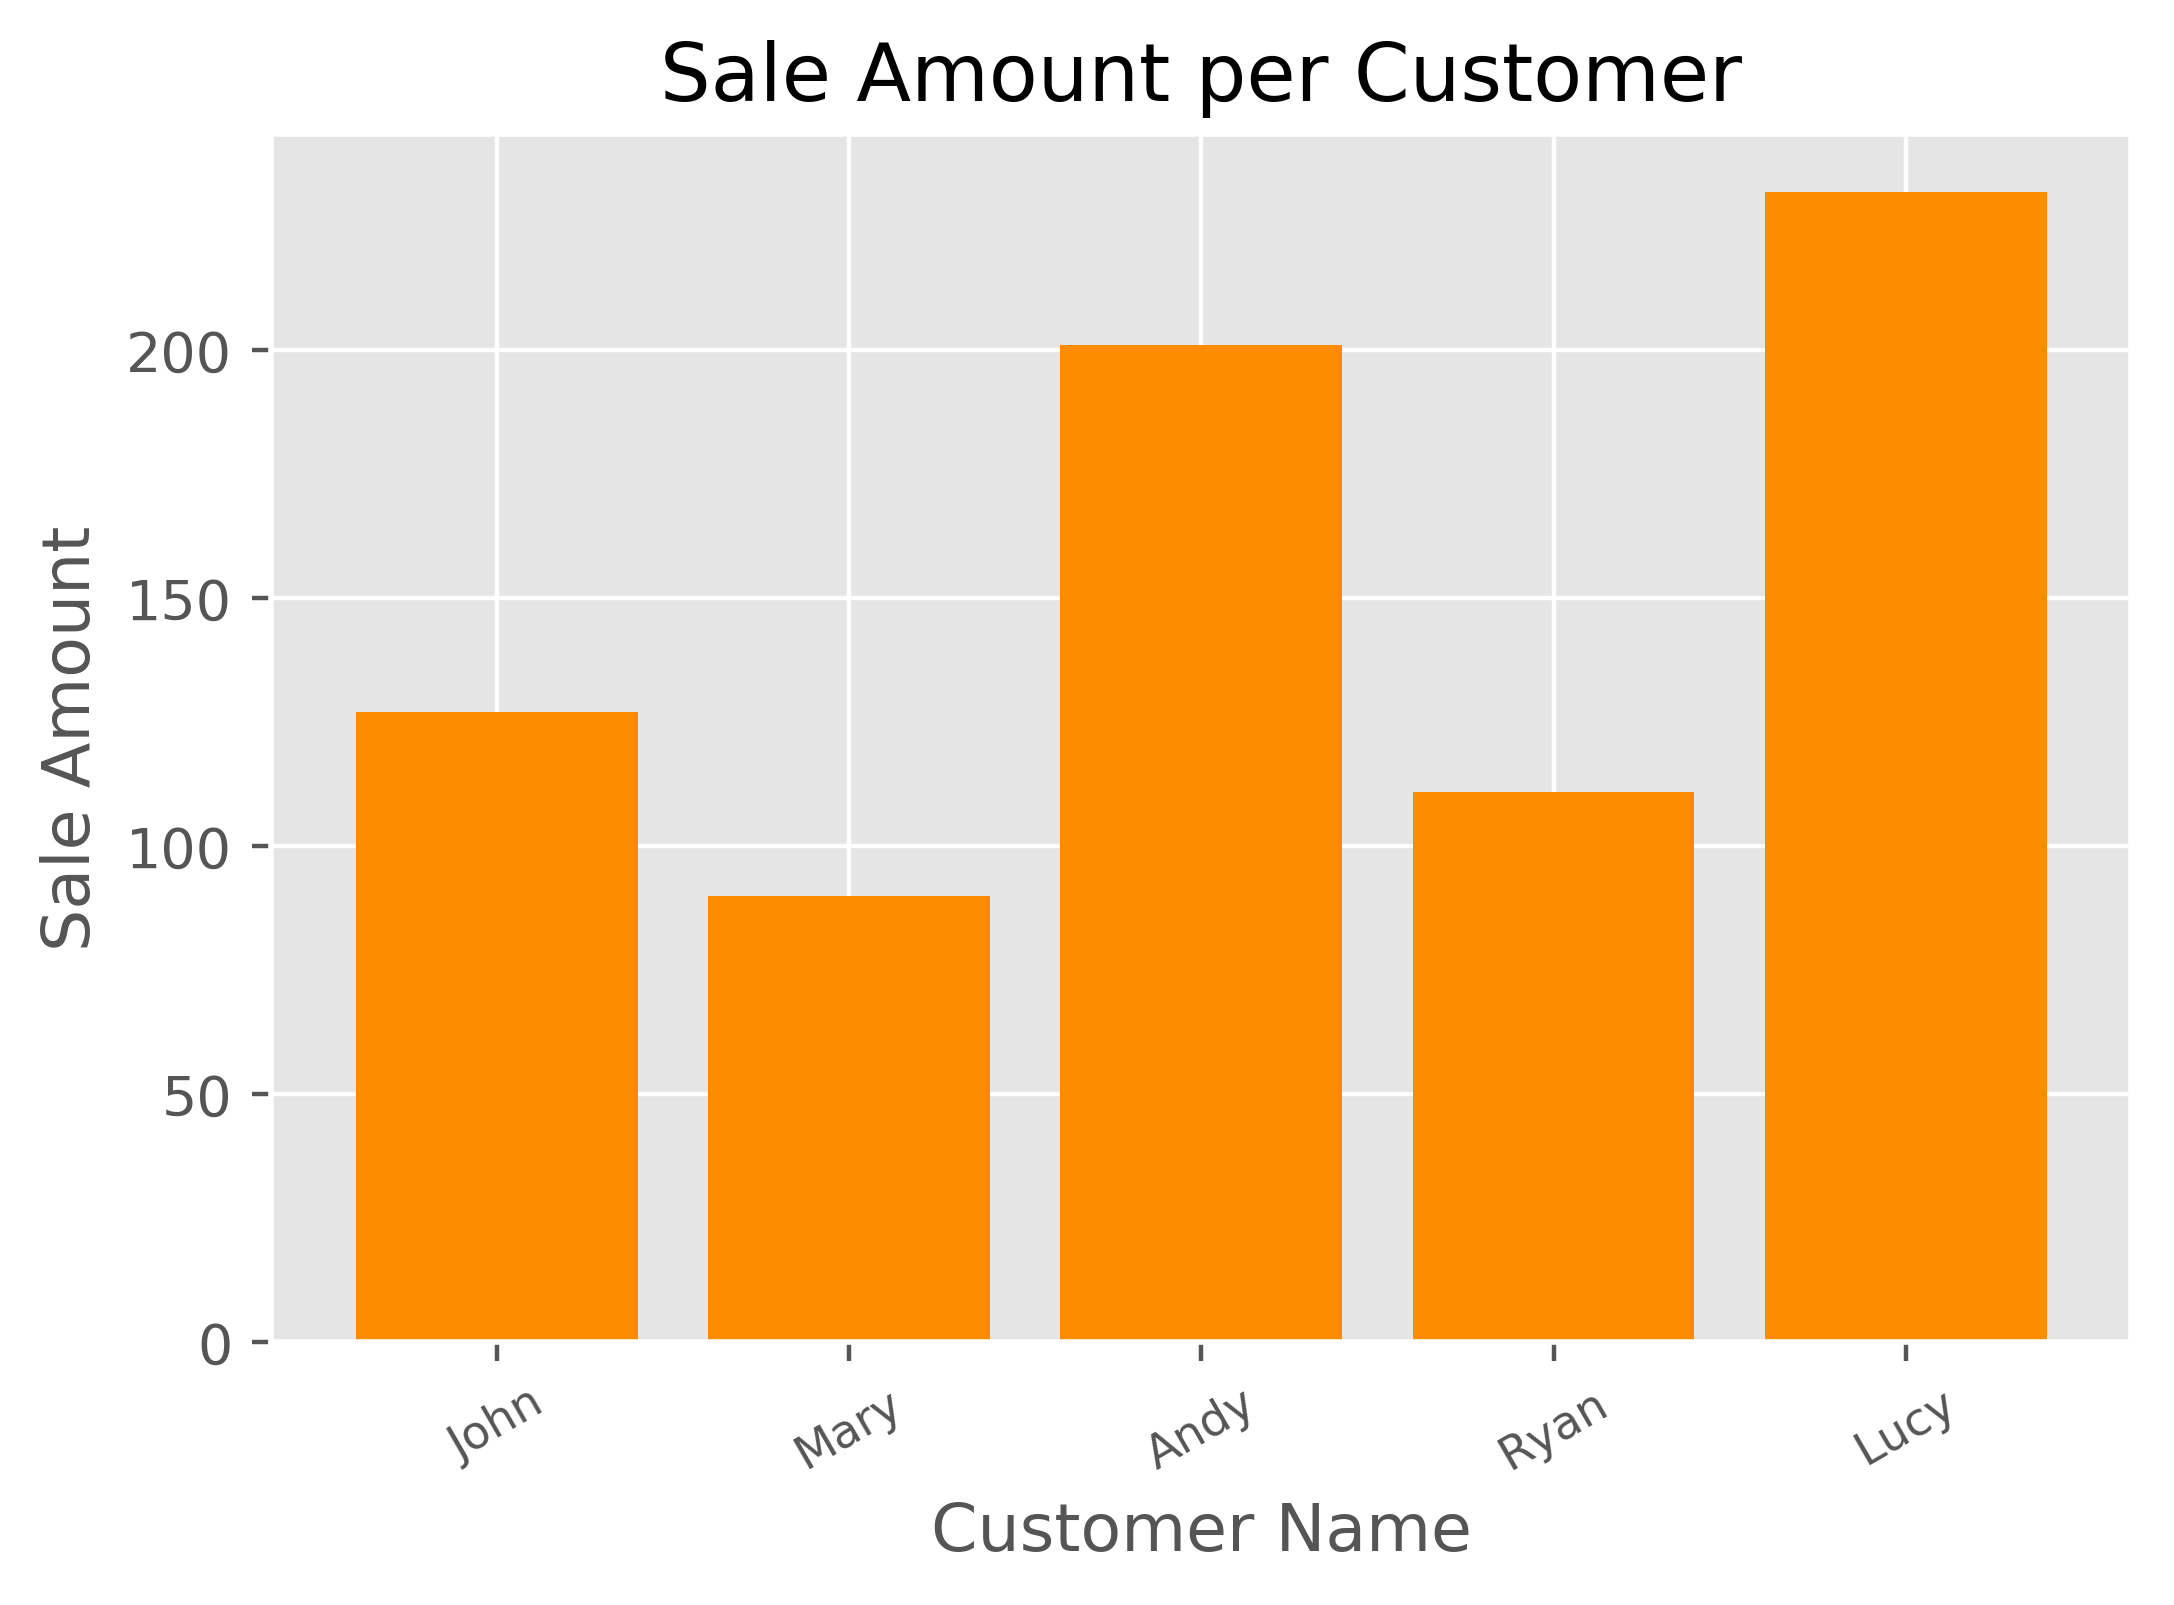 Sale Amount per Customer
Sale Amount
200
150
100
50
0
John
Mary
Andy
Ryan
Lucy
Customer Name